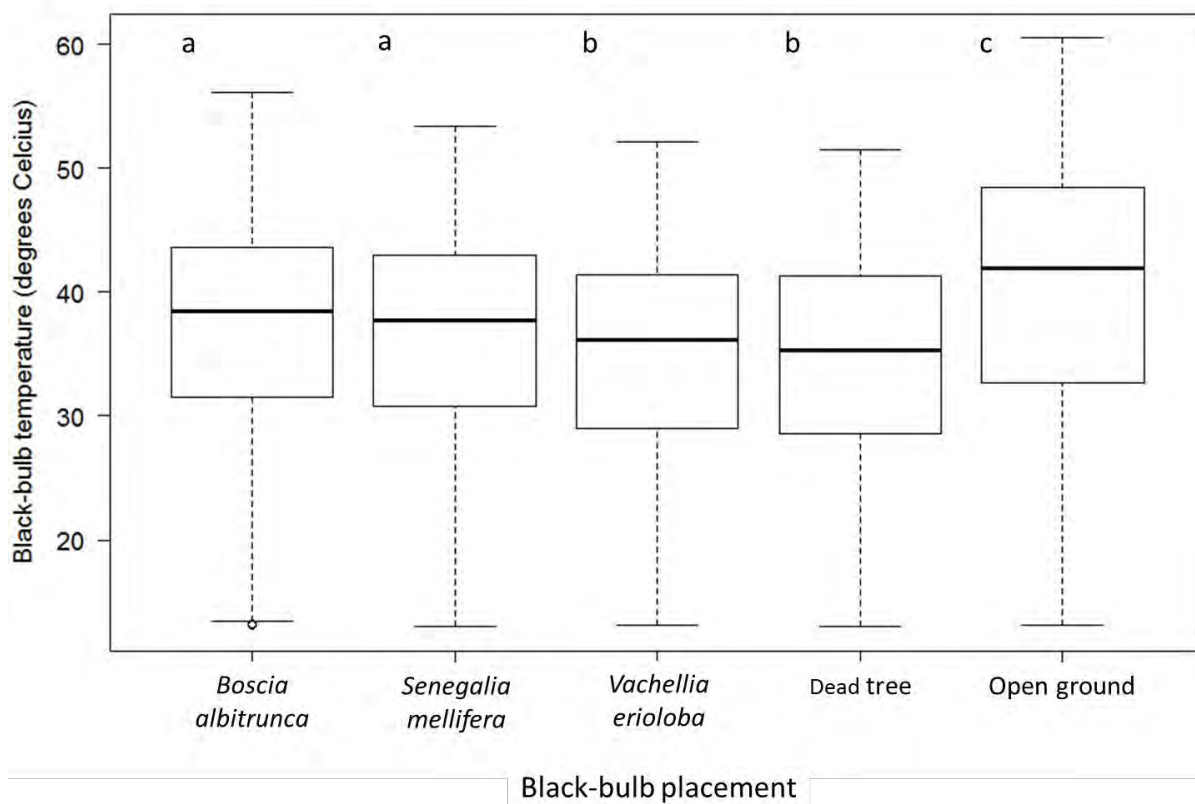 Black-bulb temperature (degrees Celcius)
60
50
40
30
20
a a b b c
Boscia albitrunca
Senegalia mellifera
Vachellia erioloba
Dead tree
Open ground
Black-bulb placement